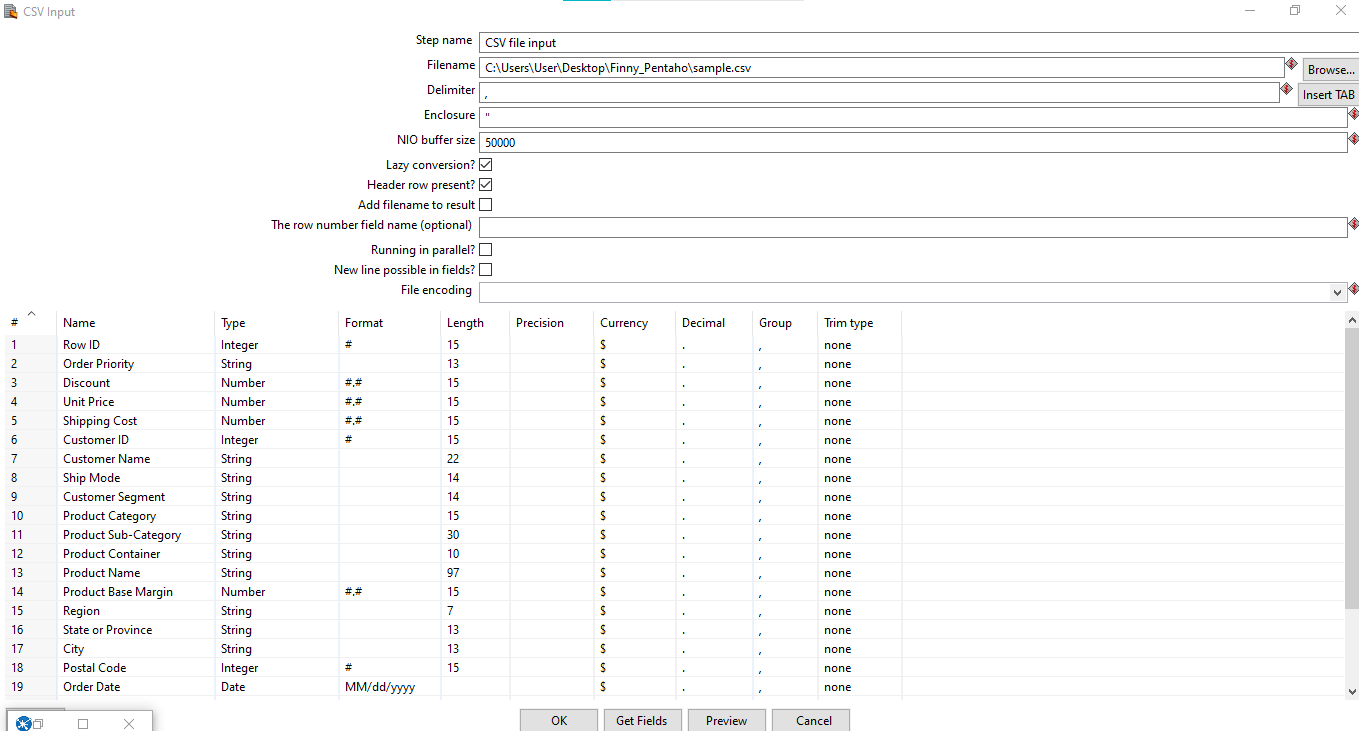 CSV Input
Step name CSV file input
Filename C:\Users\User\Desktop\Finny_Pentaho\sample.csv Browse...
Delimiter , Insert TAB
Enclosure "
NIO buffer size 50000
Lazy conversion?
Header row present?
Add filename to result
The row number field name (optional)
Running in parallel?
New line possible in fields?
File encoding
# Name Type Format Length Precision Currency Decimal Group Trim type
1 Row ID Integer # 15 $ . , none
2 Order Priority String 13 $ . , none
3 Discount Number #.# 15 $ . , none
4 Unit Price Number #.# 15 $ . , none
5 Shipping Cost Number #.# 15 $ . , none
6 Customer ID Integer # 15 $ . , none
7 Customer Name String 22 $ . , none
8 Ship Mode String 14 $ . , none
9 Customer Segment String 14 $ . , none
10 Product Category String 15 $ . , none
11 Product Sub-Category String 30 $ . , none
12 Product Container String 10 $ . , none
13 Product Name String 97 $ . , none
14 Product Base Margin Number #.# 15 $ . , none
15 Region String 7 $ . , none
16 State or Province String 13 $ . , none
17 City String 13 $ . , none
18 Postal Code Integer # 15 $ . , none
19 Order Date Date MM/dd/yyyy $ . , none
OK Get Fields Preview Cancel